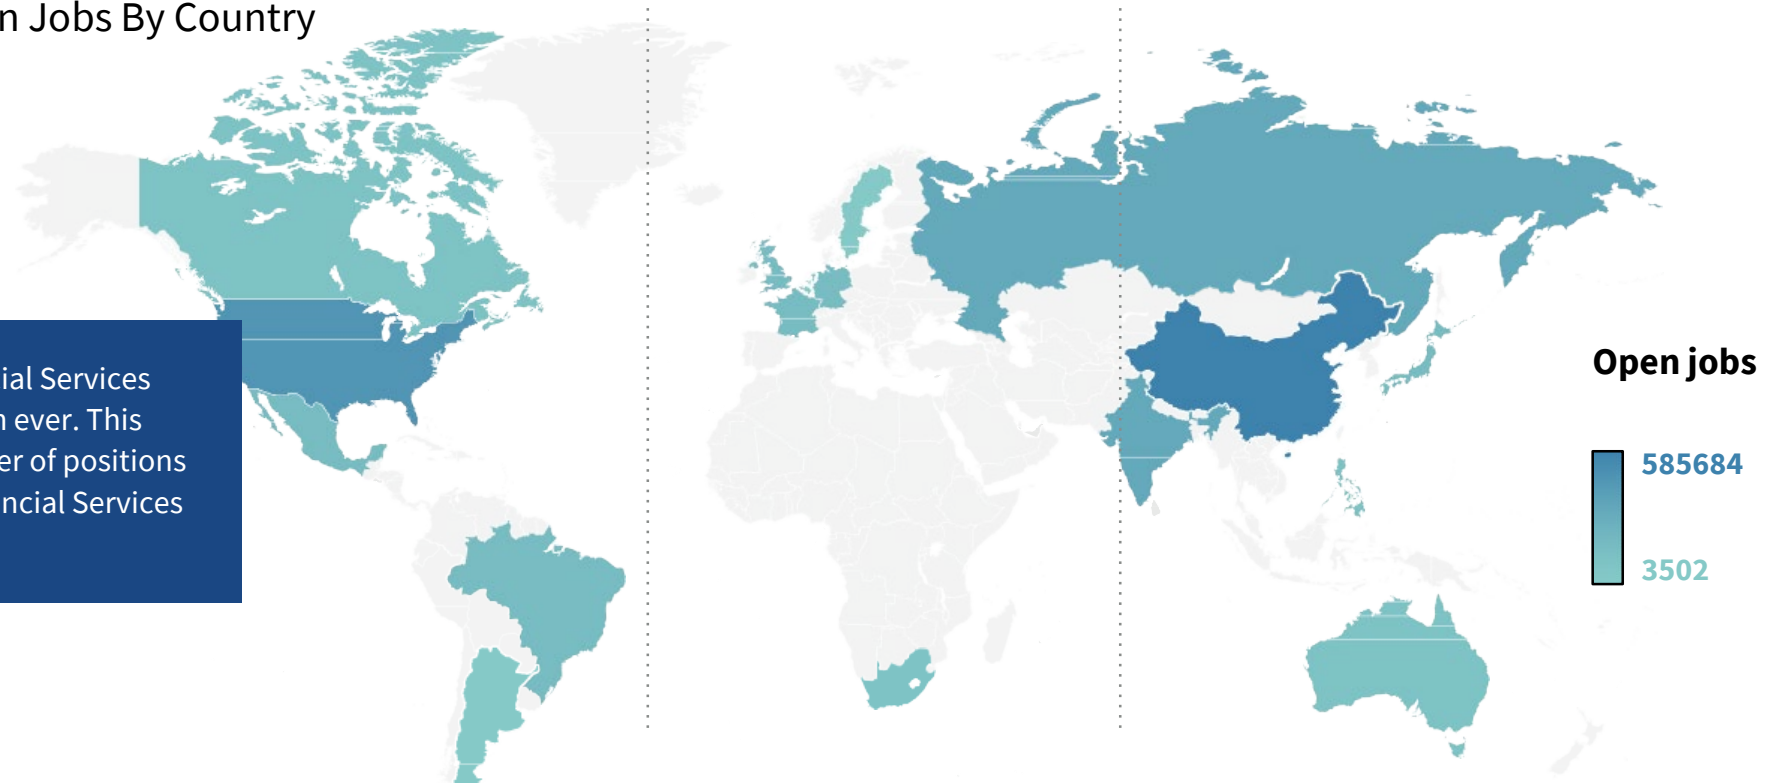 n Jobs By Country
ial Services
n ever. This
er of positions
ncial Services
Open jobs
585684
3502